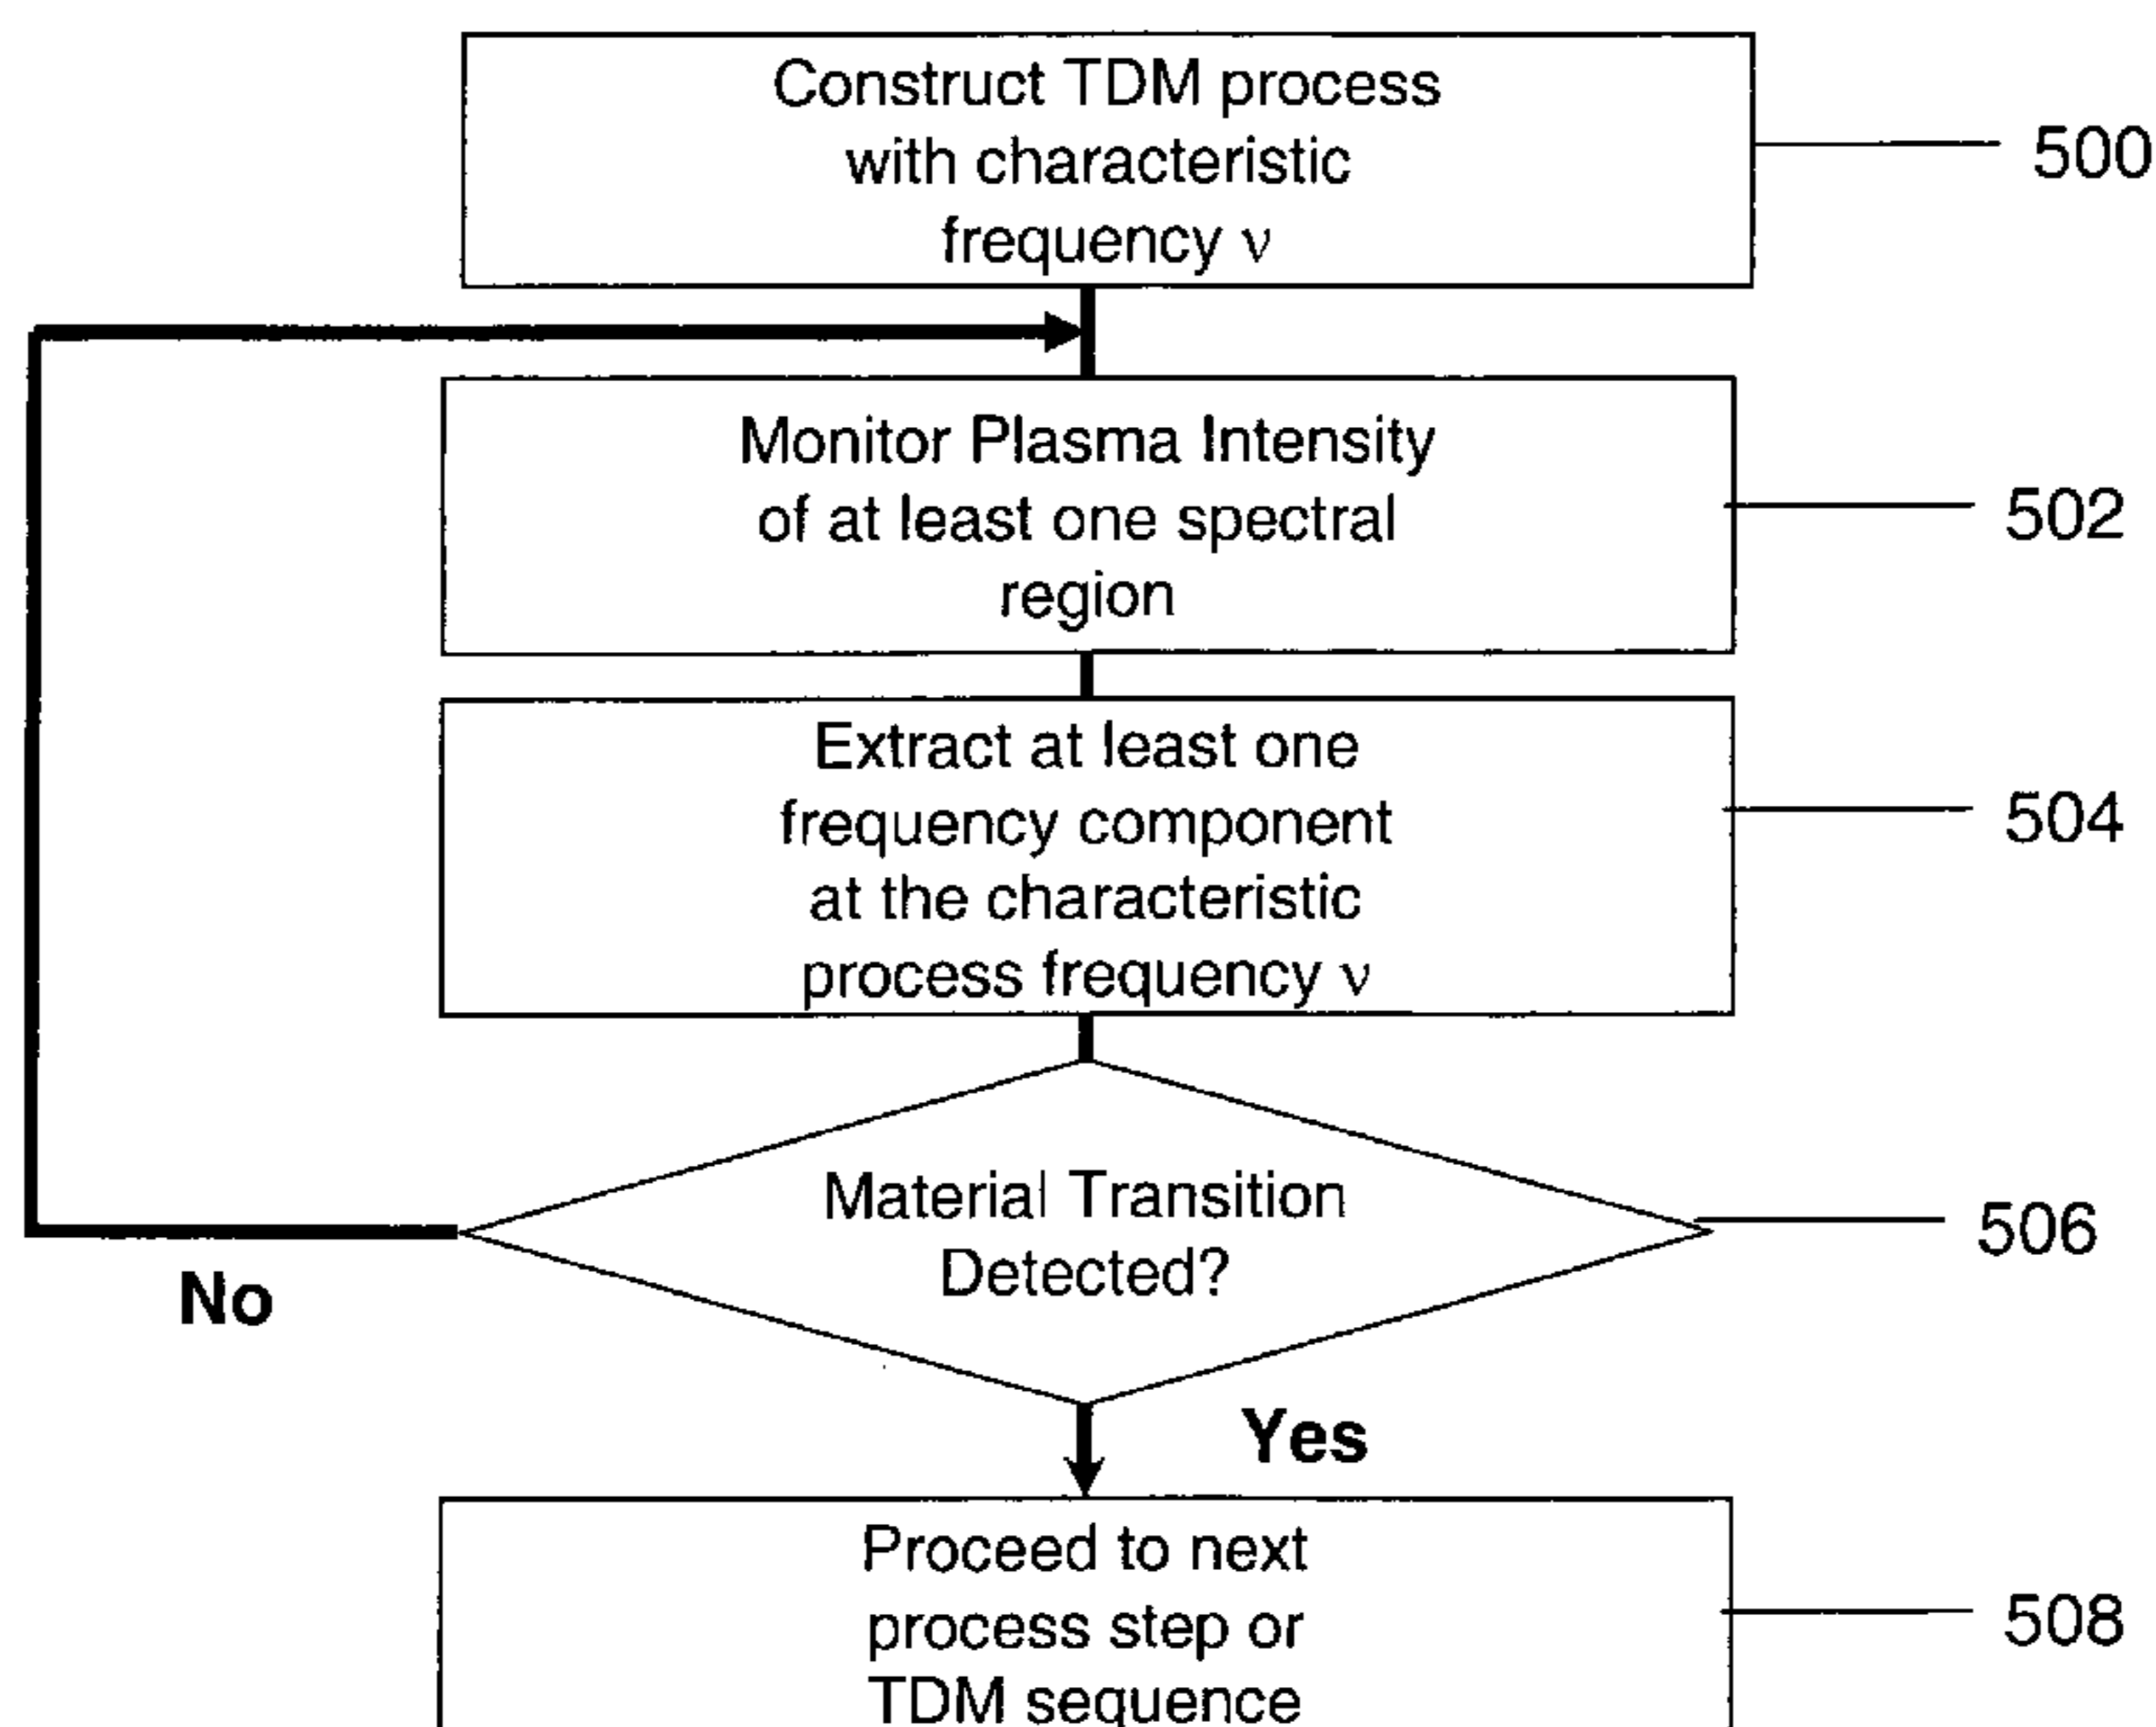 Construct TDM process
with characteristic
frequency ν
500
Monitor Plasma Intensity
of at least one spectral
region
502
Extract at least one
frequency component
at the characteristic
process frequency ν
504
Material Transition
Detected?
506
No
Yes
Proceed to next
process step or
TDM sequence
508